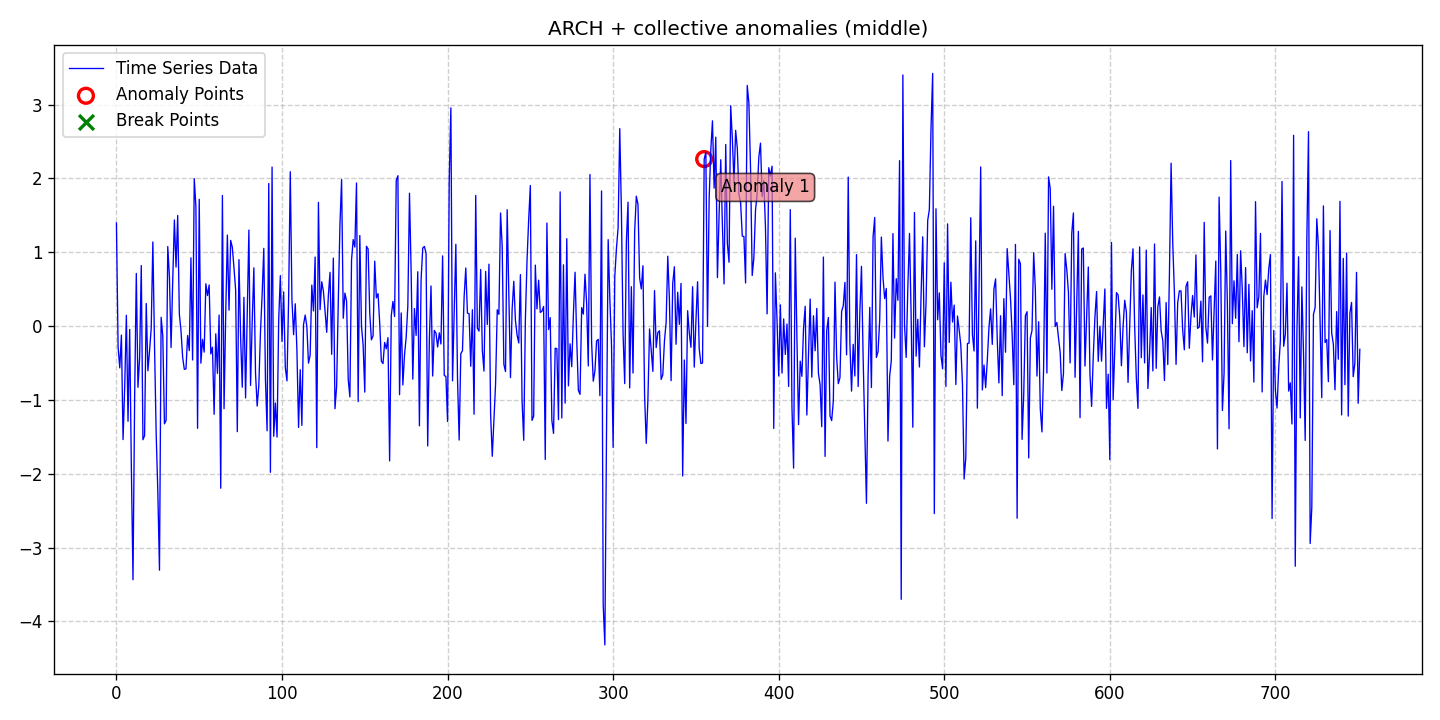 ARCH + collective anomalies (middle)
Time Series Data
Anomaly Points
Break Points
Anomaly 1
3
2
1
0
−1
−2
−3
−4
0 100 200 300 400 500 600 700